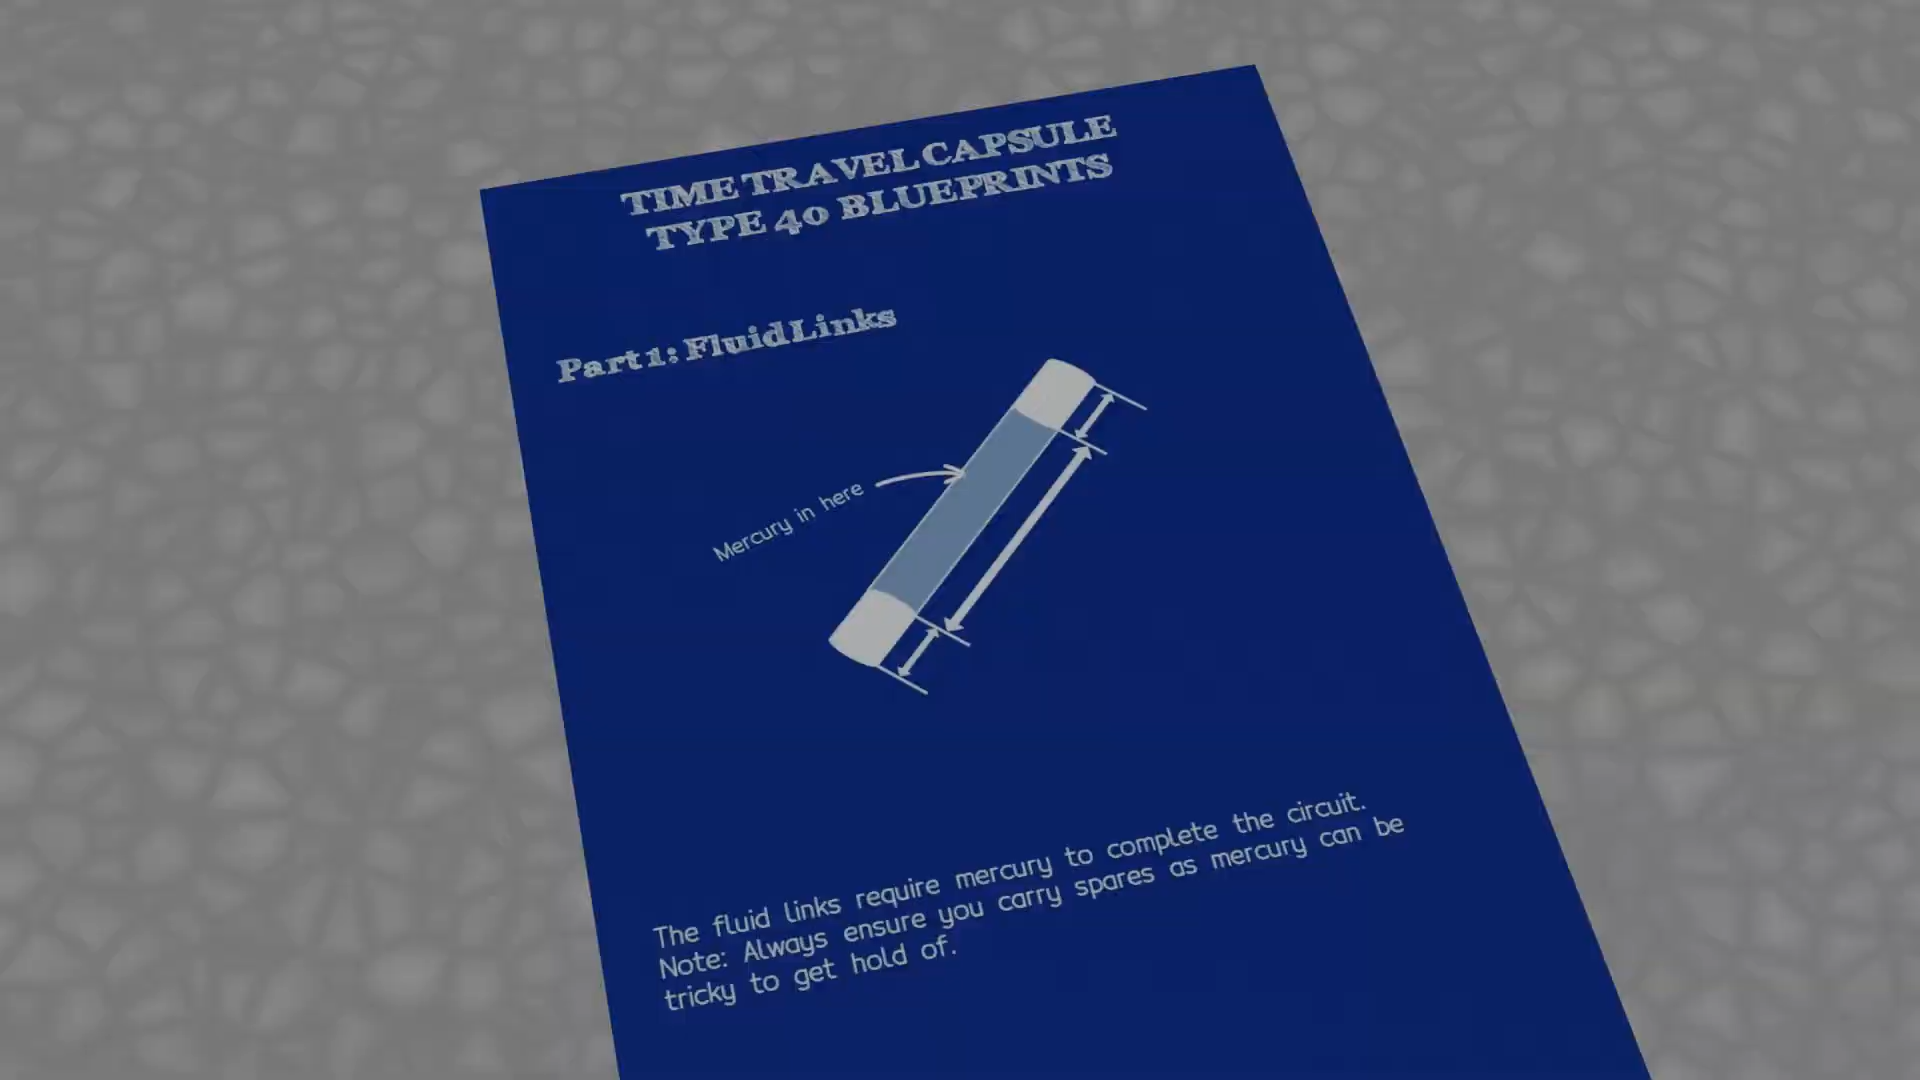 TIME TRAVEL CAPSULE
TYPE 40 BLUEPRINTS
Part 1: Fluid Links
Mercury in here
The fluid links require mercury to complete the circuit.
Note: Always ensure you carry spares as mercury can be
tricky to get hold of.